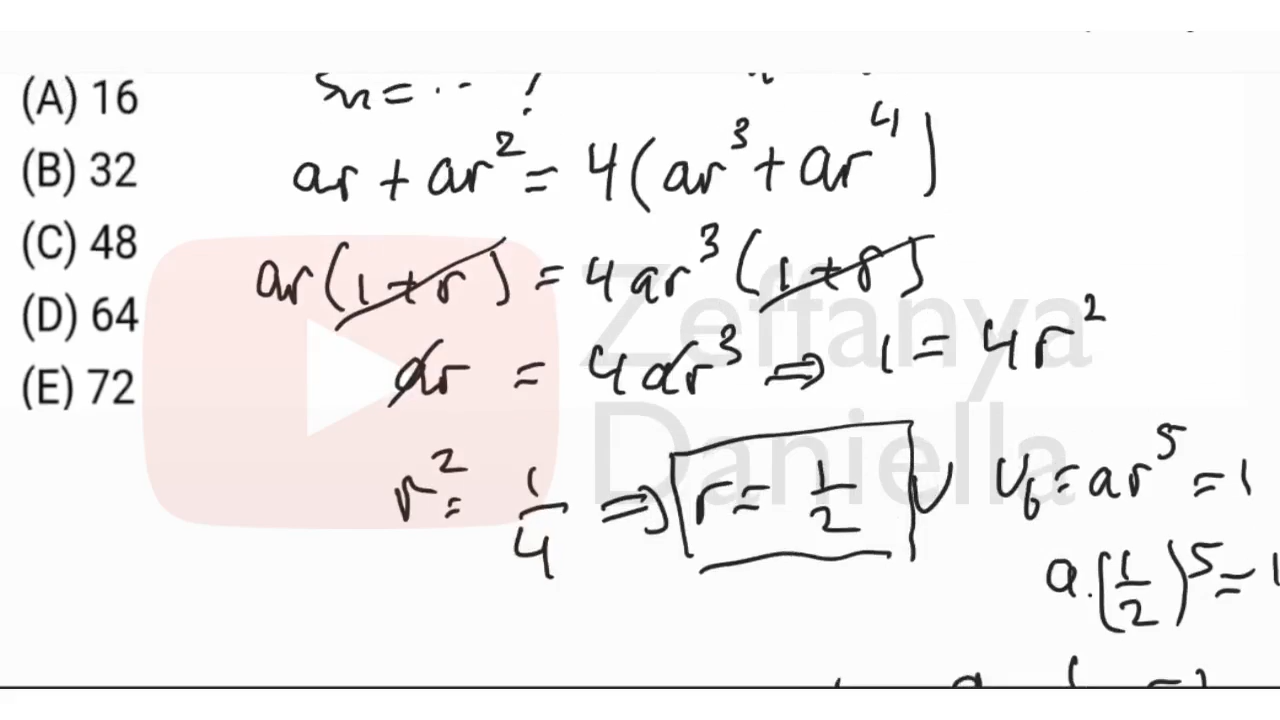 (A) 16
(B) 32
(C) 48
(D) 64
(E) 72
Sn = ... ?
ar + ar² = 4(ar³ + ar⁴)
ar(1+r) = 4ar³(1+r)
ar = 4ar³ ⇒ 1 = 4r²
r² = 1/4 ⇒ r = 1/2
U₆ = ar⁵ = 1
a.(1/2)⁵ = 1
Zeffanya
Daniella